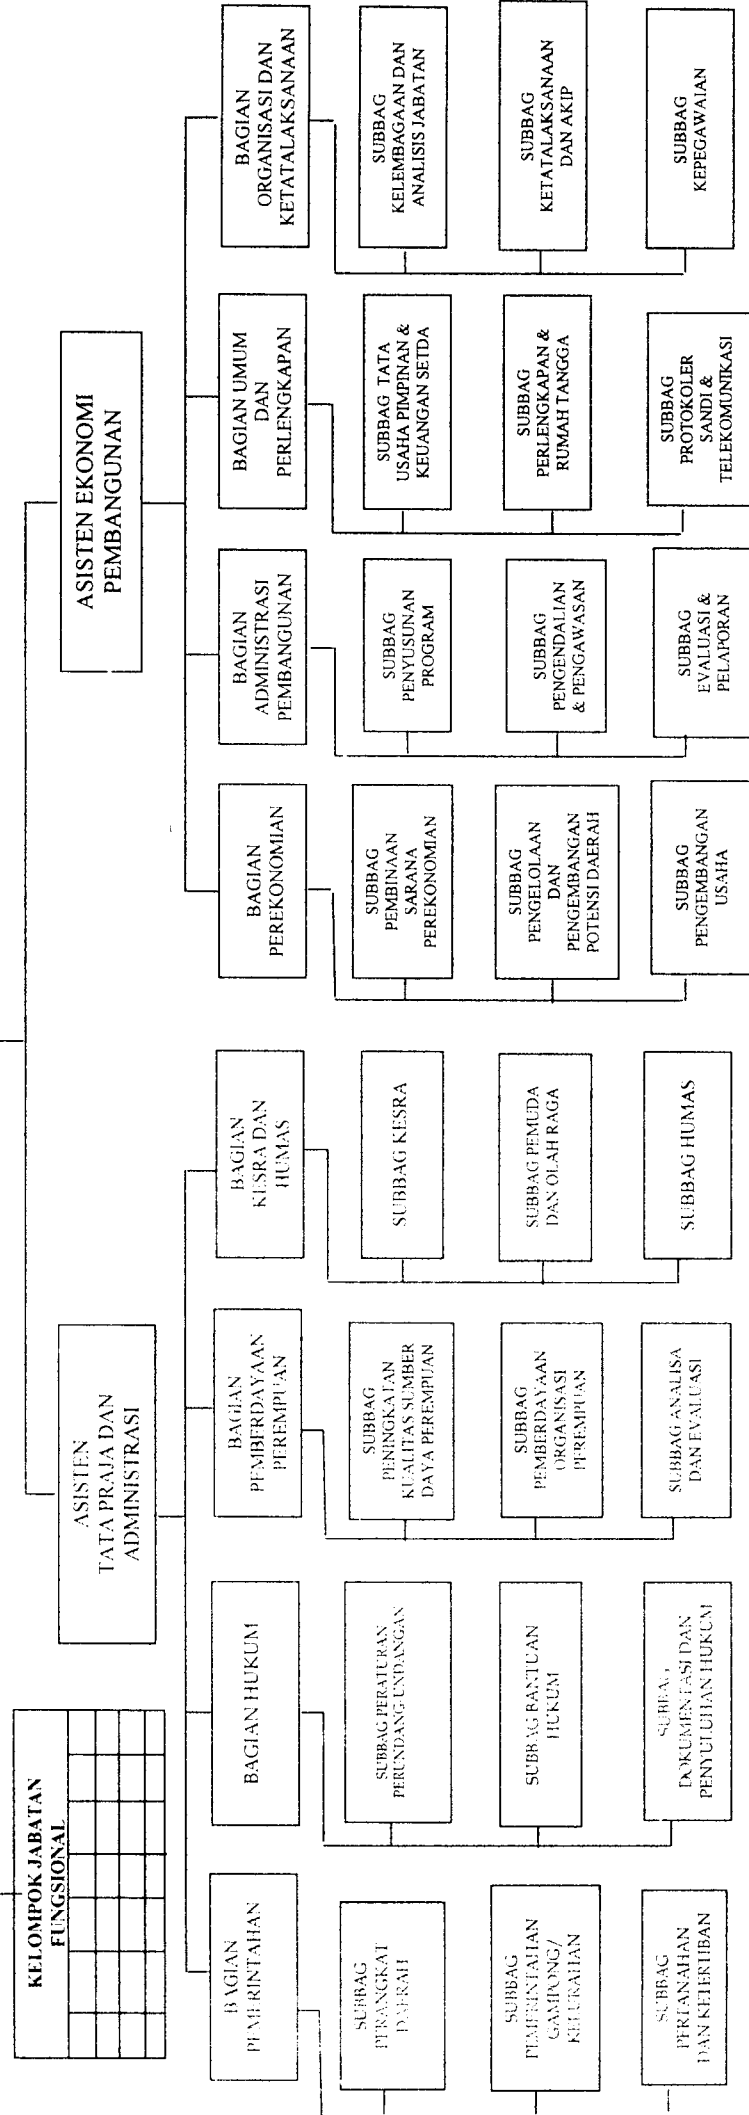 KELOMPOK JABATAN
FUNGSIONAL
ASISTEN
TATA PRAJA DAN
ADMINISTRASI
ASISTEN EKONOMI
PEMBANGUNAN
BAGIAN
PEMERINTAHAN
BAGIAN HUKUM
BAGIAN
PEMBERDAYAAN
PEREMPUAN
BAGIAN
KESRA DAN
HUMAS
BAGIAN
PEREKONOMIAN
BAGIAN
ADMINISTRASI
PEMBANGUNAN
BAGIAN UMUM
DAN
PERLENGKAPAN
BAGIAN
ORGANISASI DAN
KETATALAKSANAAN
SUBBAG
PERANGKAT
DAERAH
SUBBAG PERATURAN
PERUNDANG-UNDANGAN
SUBBAG
PENINGKATAN
KUALITAS SUMBER
DAYA PEREMPUAN
SUBBAG KESRA
SUBBAG
PEMBINAAN
SARANA
PEREKONOMIAN
SUBBAG
PENYUSUNAN
PROGRAM
SUBBAG TATA
USAHA PIMPINAN &
KEUANGAN SETDA
SUBBAG
KELEMBAGAAN DAN
ANALISIS JABATAN
SUBBAG
PEMERINTAHAN
GAMPONG/
KELURAHAN
SUBBAG BANTUAN
HUKUM
SUBBAG
PEMBERDAYAAN
ORGANISASI
PEREMPUAN
SUBBAG PEMUDA
DAN OLAH RAGA
SUBBAG
PENGELOLAAN
DAN
PENGEMBANGAN
POTENSI DAERAH
SUBBAG
PENGENDALIAN
& PENGAWASAN
SUBBAG
PERLENGKAPAN &
RUMAH TANGGA
SUBBAG
KETATALAKSANAAN
DAN AKIP
SUBBAG
PERTANAHAN
DAN KETERTIBAN
SUBBAG
DOKUMENTASI DAN
PENYULUHAN HUKUM
SUBBAG ANALISA
DAN EVALUASI
SUBBAG HUMAS
SUBBAG
PENGEMBANGAN
USAHA
SUBBAG
EVALUASI &
PELAPORAN
SUBBAG
PROTOKOLER
SANDI &
TELEKOMUNIKASI
SUBBAG
KEPEGAWAIAN